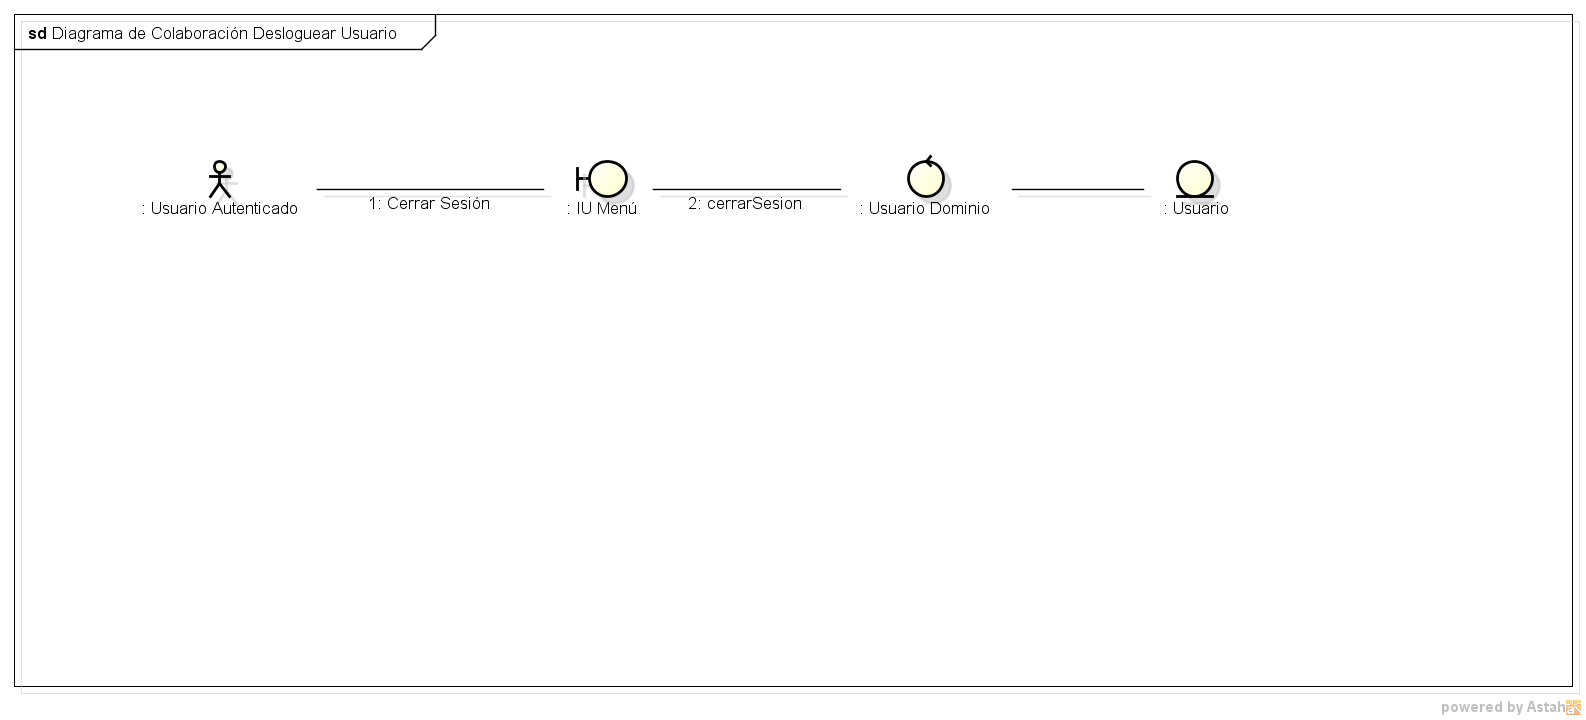 sd Diagrama de Colaboración Desloguear Usuario
: Usuario Autenticado
1: Cerrar Sesión
: IU Menú
2: cerrarSesion
: Usuario Dominio
: Usuario
powered by Astah